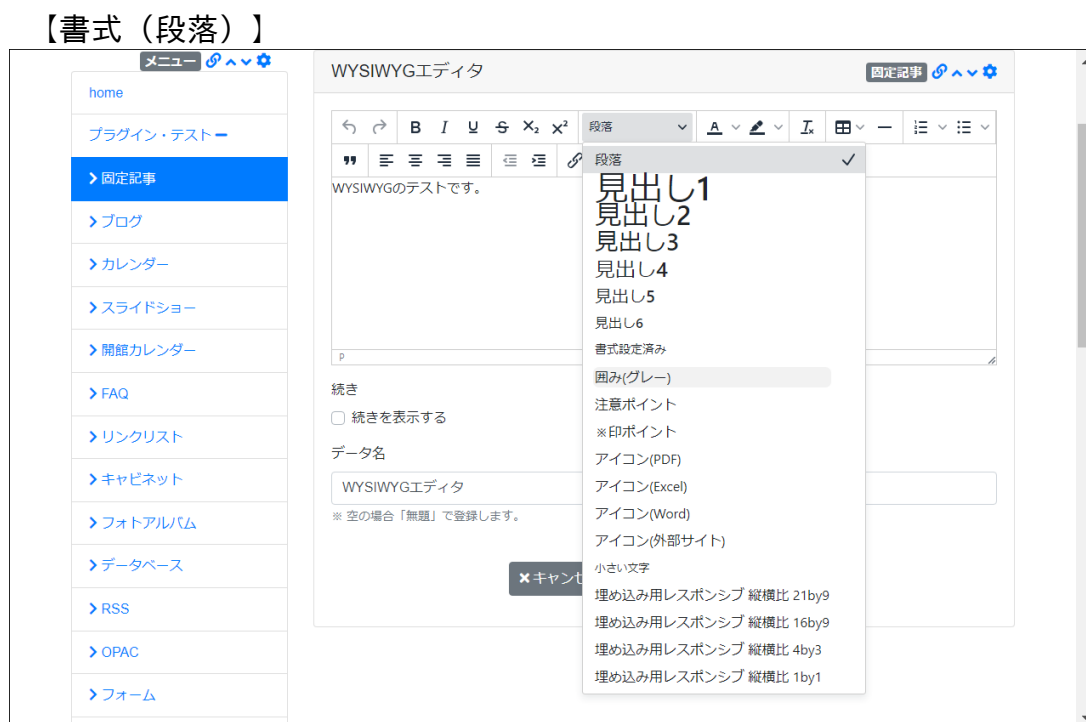 【書式（段落）】
メニュー
home
プラグイン・テスト
固定記事
ブログ
カレンダー
スライドショー
開館カレンダー
FAQ
リンクリスト
キャビネット
フォトアルバム
データベース
RSS
OPAC
フォーム
WYSIWYGエディタ
固定記事
B I U S X₂ X² 段落 A Ix
WYSIWYGのテストです。
P
段落
見出し1
見出し2
見出し3
見出し4
見出し5
見出し6
書式設定済み
囲み(グレー)
注意ポイント
※印ポイント
アイコン(PDF)
アイコン(Excel)
アイコン(Word)
アイコン(外部サイト)
小さい文字
埋め込み用レスポンシブ 縦横比 21by9
埋め込み用レスポンシブ 縦横比 16by9
埋め込み用レスポンシブ 縦横比 4by3
埋め込み用レスポンシブ 縦横比 1by1
続き
続きを表示する
データ名
WYSIWYGエディタ
※ 空の場合「無題」で登録します。
キャンセ